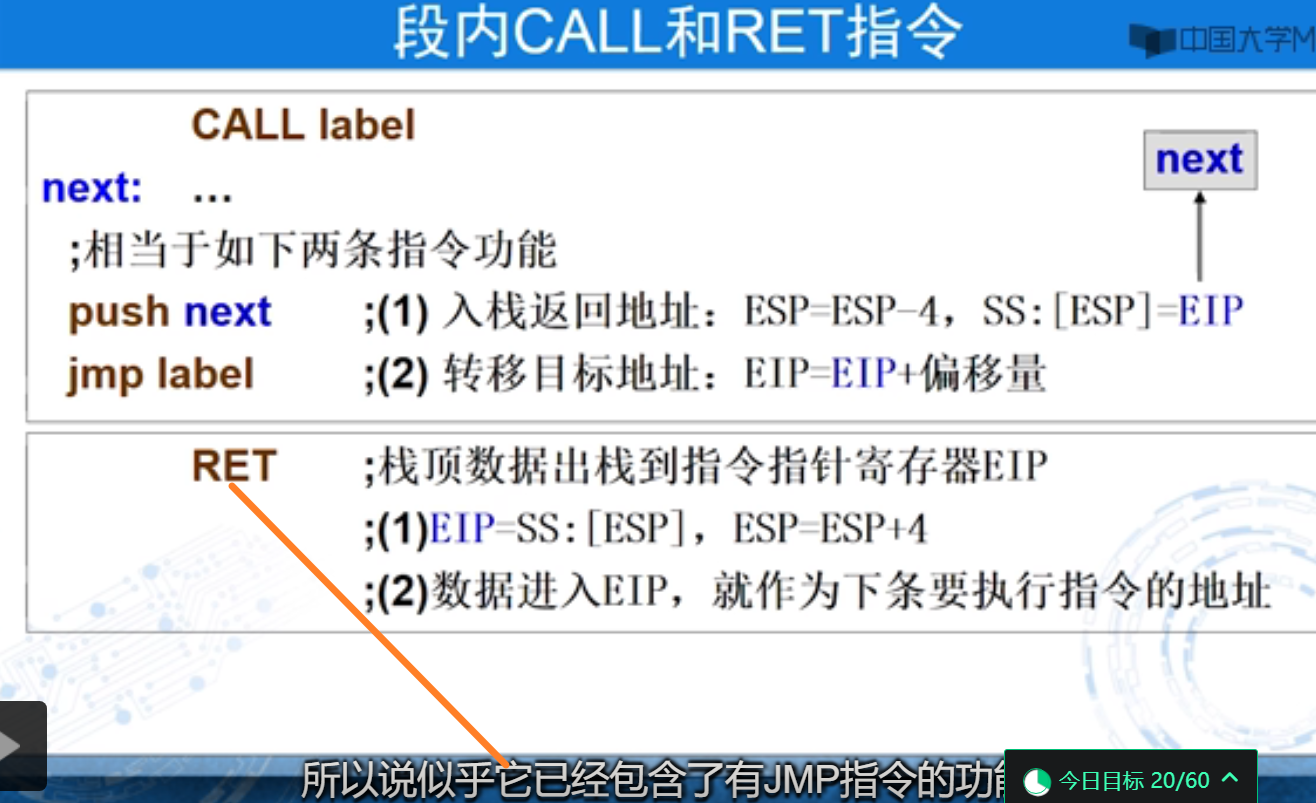 段内CALL和RET指令
中国大学M
CALL label
next
next: ...
;相当于如下两条指令功能
push next ;(1) 入栈返回地址：ESP=ESP-4，SS:[ESP]=EIP
jmp label ;(2) 转移目标地址：EIP=EIP+偏移量
RET ;栈顶数据出栈到指令指针寄存器EIP
;(1)EIP=SS:[ESP]，ESP=ESP+4
;(2)数据进入EIP，就作为下条要执行指令的地址
所以说似乎它已经包含了有JMP指令的功
今日目标 20/60